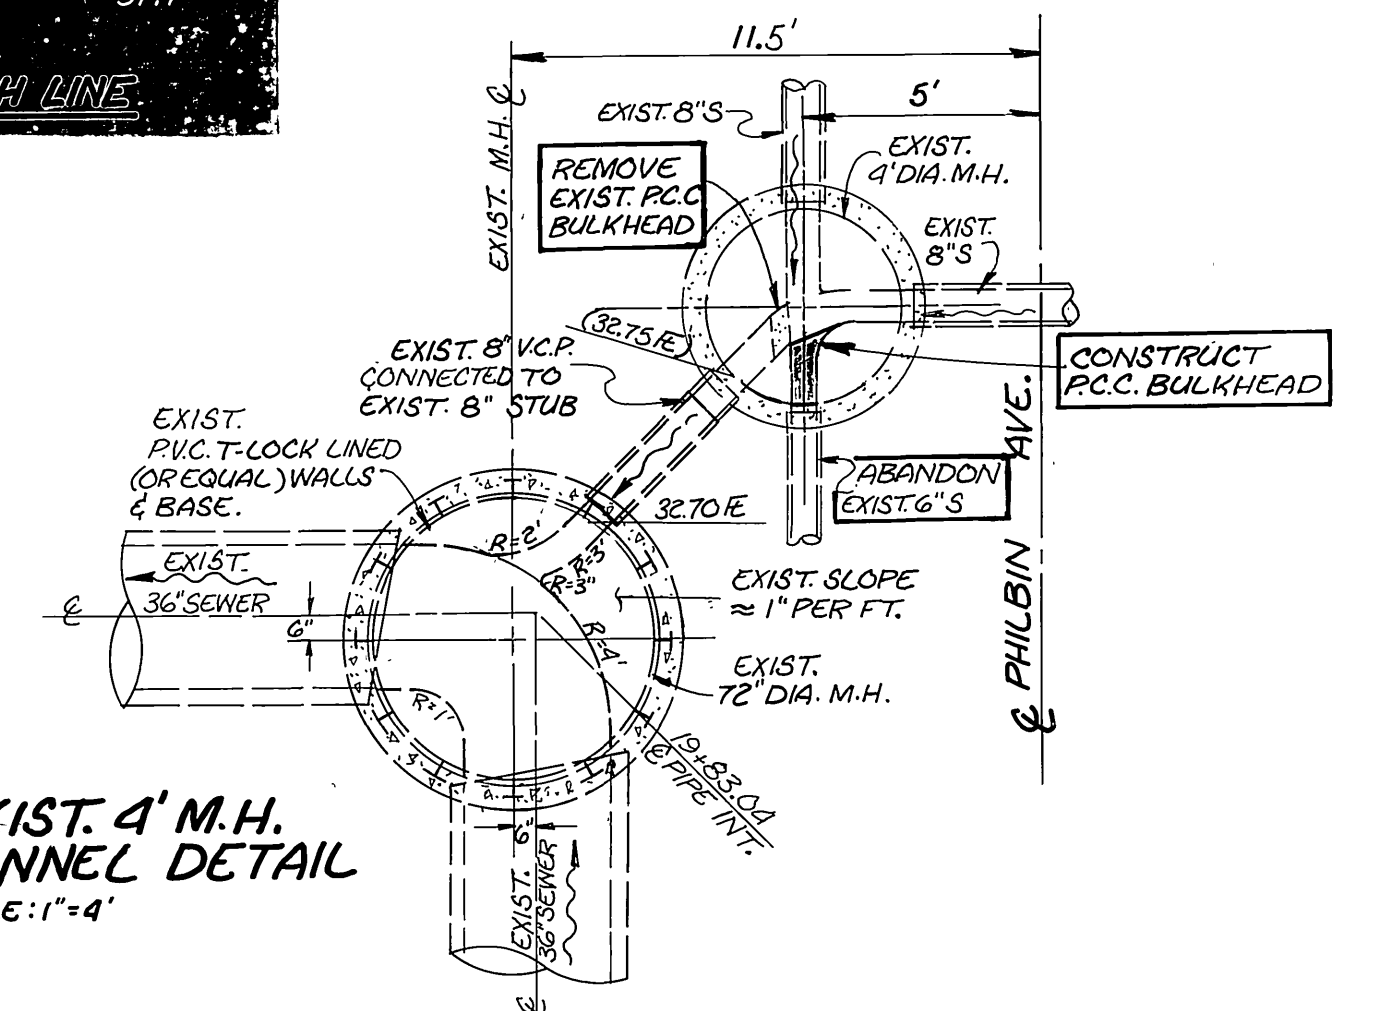 H LINE
11.5'
5'
EXIST. 8"S
EXIST. M.H. ℄
REMOVE
EXIST. P.C.C.
BULKHEAD
EXIST.
4' DIA. M.H.
EXIST.
8"S
32.75 FL
EXIST. 8" V.C.P.
CONNECTED TO
EXIST. 8" STUB
CONSTRUCT
P.C.C. BULKHEAD
EXIST.
P.V.C. T-LOCK LINED
(OR EQUAL) WALLS
& BASE.
ABANDON
EXIST. 6"S
32.70 FL
℄ PHILBIN AVE.
R=2'
R=3'
R=3"
R=4'
R=1'
EXIST.
36" SEWER
℄
6"
EXIST. SLOPE
≈ 1" PER FT.
EXIST.
72" DIA. M.H.
19+83.04
℄ PIPE INT.
6"
EXIST.
36" SEWER
℄
IST. 4' M.H.
NNEL DETAIL
E: 1"=4'